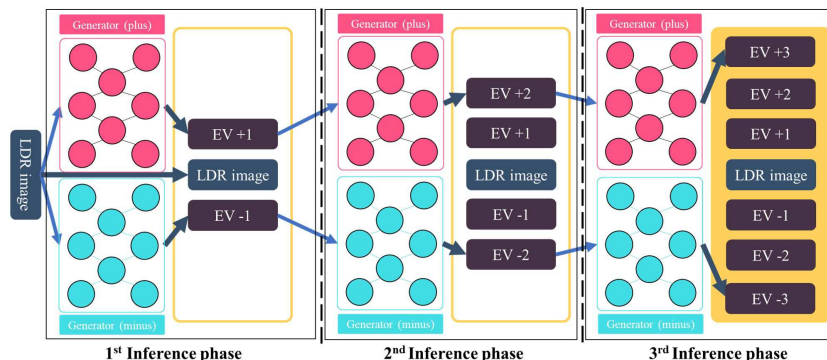 Generator (plus)
LDR image
EV +1
LDR image
EV -1
Generator (minus)
1st Inference phase
Generator (plus)
EV +2
EV +1
LDR image
EV -1
EV -2
Generator (minus)
2nd Inference phase
Generator (plus)
EV +3
EV +2
EV +1
LDR image
EV -1
EV -2
EV -3
Generator (minus)
3rd Inference phase